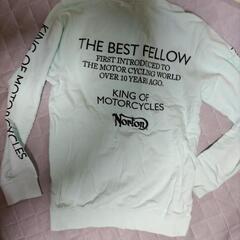 THE BEST FELLOW
FIRST INTRODUCED TO
THE MOTOR CYCLING WORLD
OVER 10 YEARS AGO.
KING OF
MOTORCYCLES
Norton
KING OF MOTORCYCLES